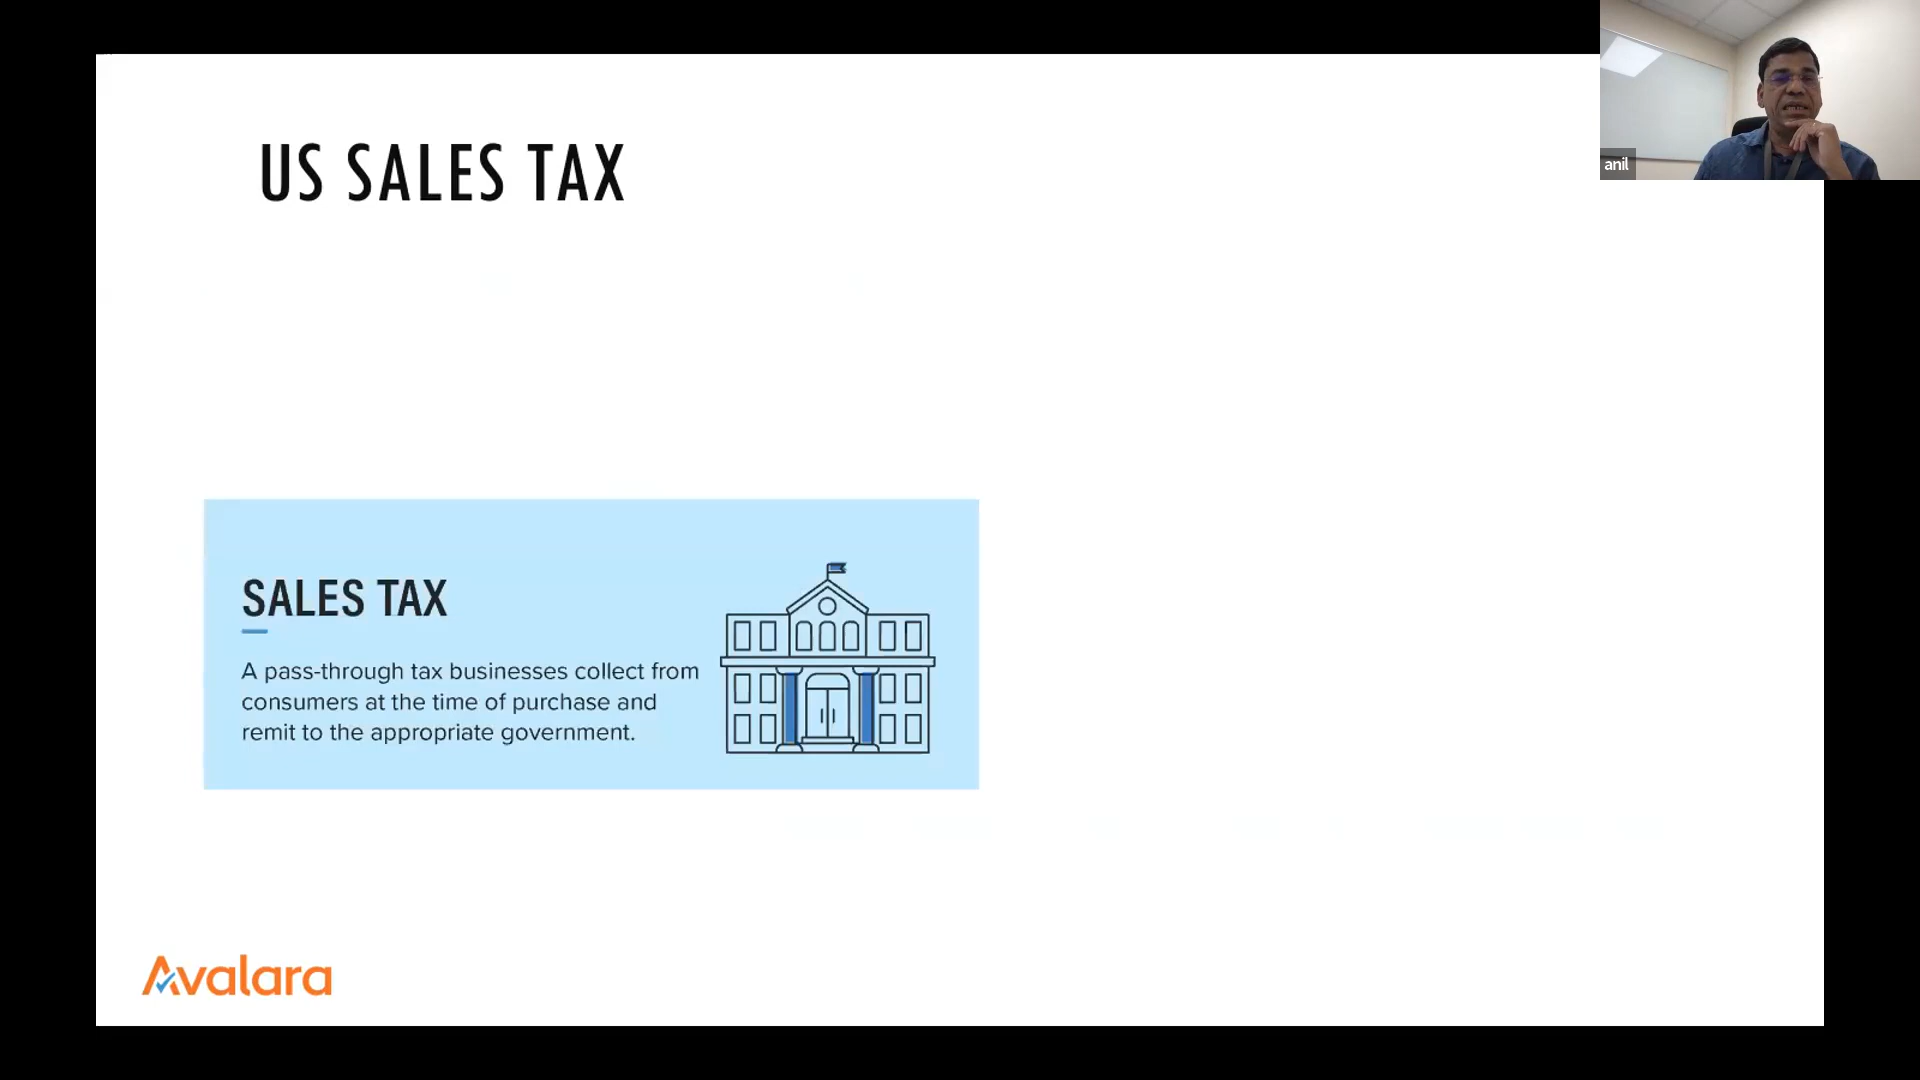 anil
US SALES TAX
SALES TAX
A pass-through tax businesses collect from
consumers at the time of purchase and
remit to the appropriate government.
Avalara